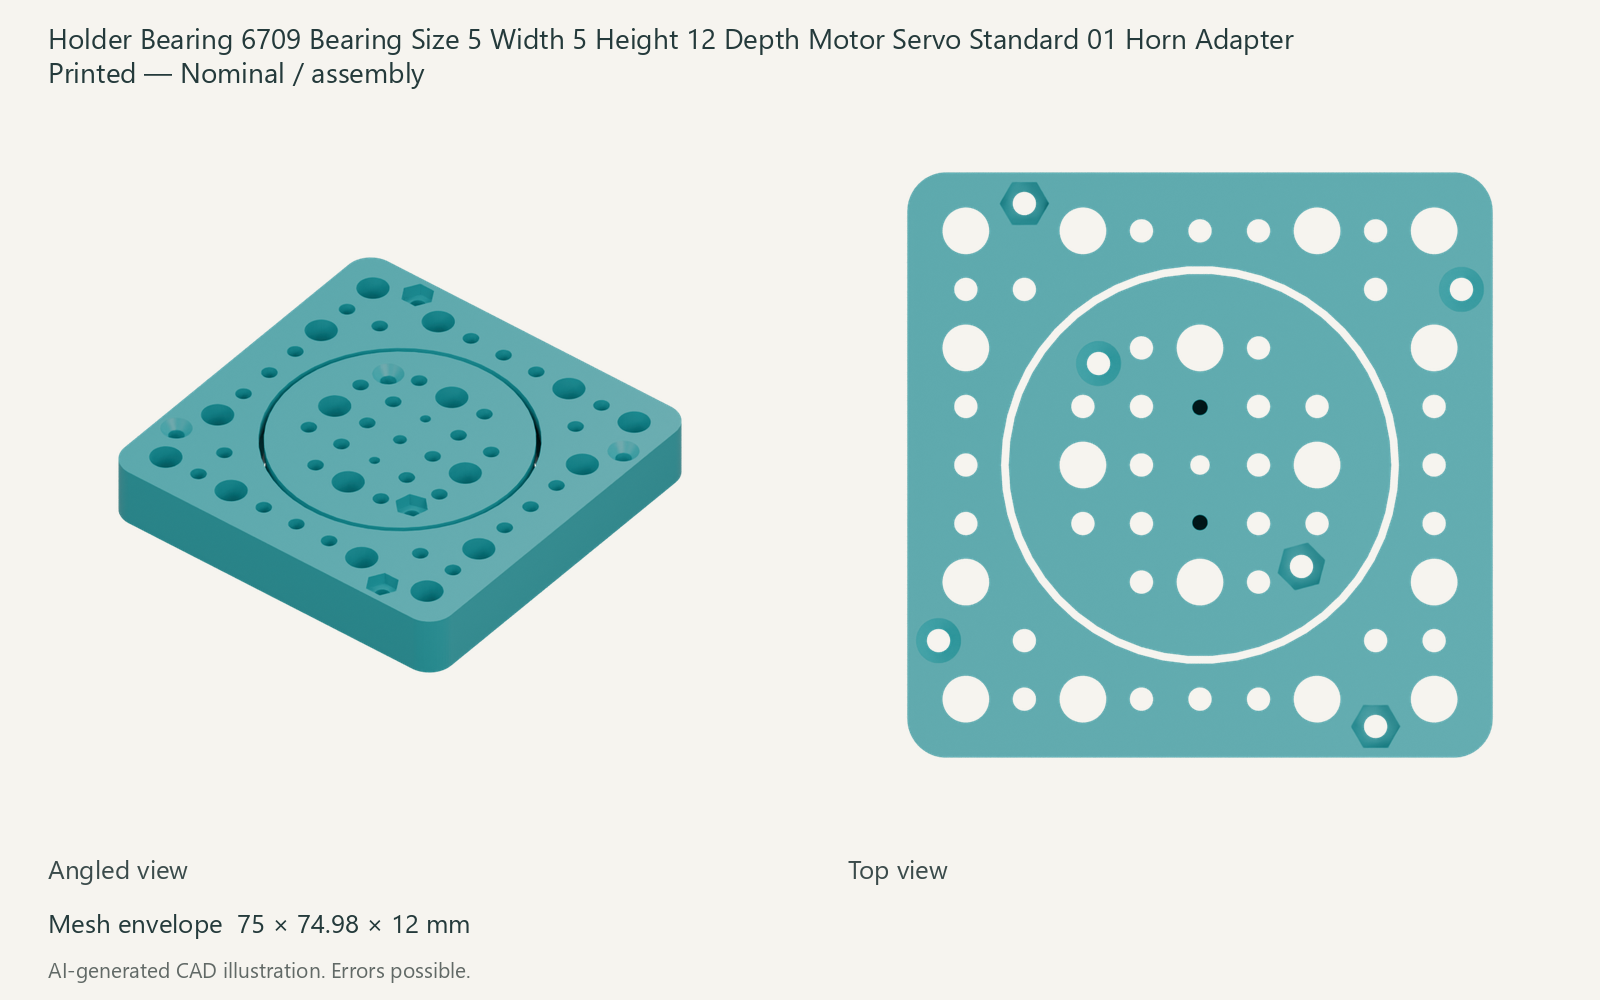 Holder Bearing 6709 Bearing Size 5 Width 5 Height 12 Depth Motor Servo Standard 01 Horn Adapter
Printed — Nominal / assembly
Angled view
Top view
Mesh envelope  75 × 74.98 × 12 mm
AI-generated CAD illustration. Errors possible.